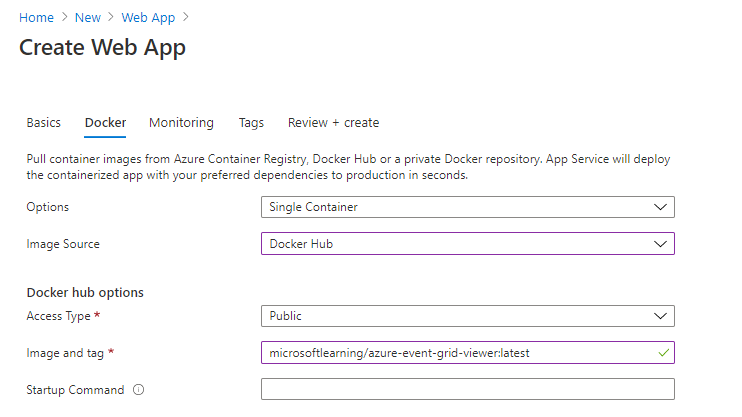 Home > New > Web App >
Create Web App
Basics Docker Monitoring Tags Review + create
Pull container images from Azure Container Registry, Docker Hub or a private Docker repository. App Service will deploy
the containerized app with your preferred dependencies to production in seconds.
Options Single Container
Image Source Docker Hub
Docker hub options
Access Type * Public
Image and tag * microsoftlearning/azure-event-grid-viewer:latest
Startup Command